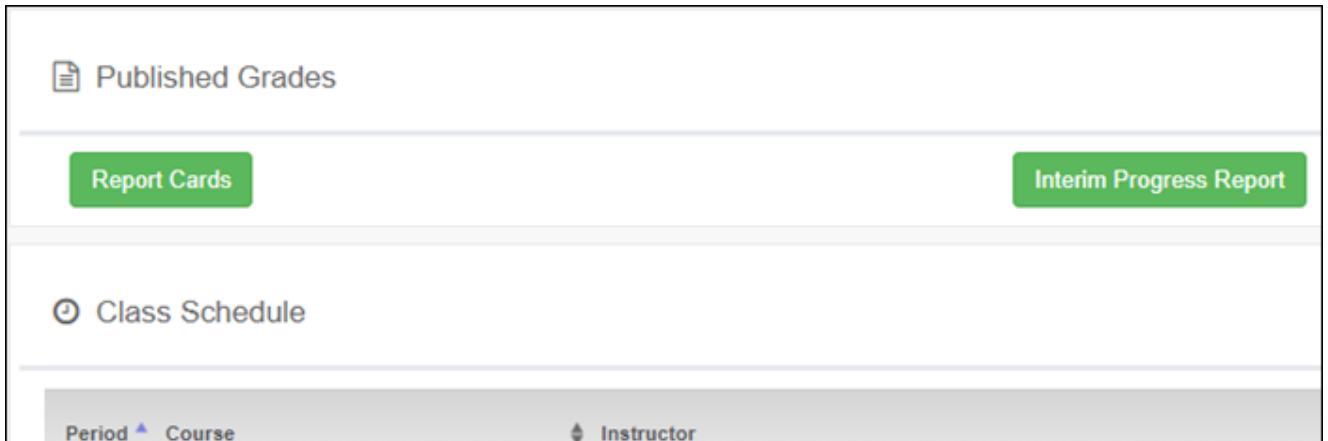 Published Grades
Report Cards Interim Progress Report
Class Schedule
Period Course Instructor